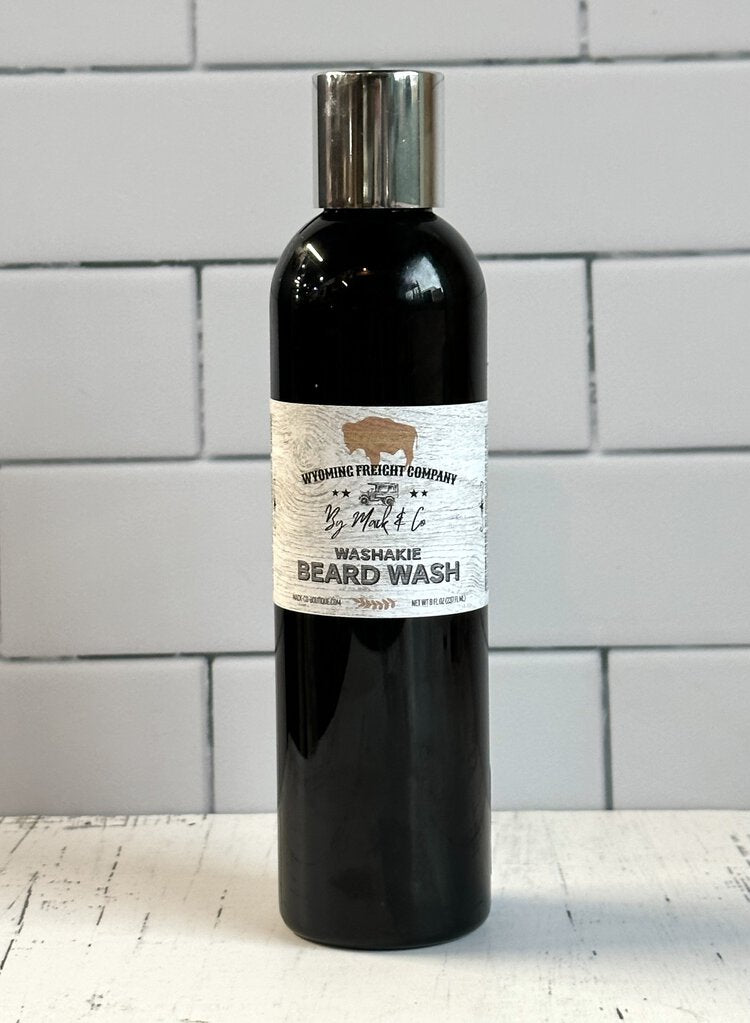 WYOMING FREIGHT COMPANY
By Mack & Co
WASHAKIE
BEARD WASH
MACK-CO-BOUTIQUE.COM
NET WT 8 FL OZ (237 FL ML)